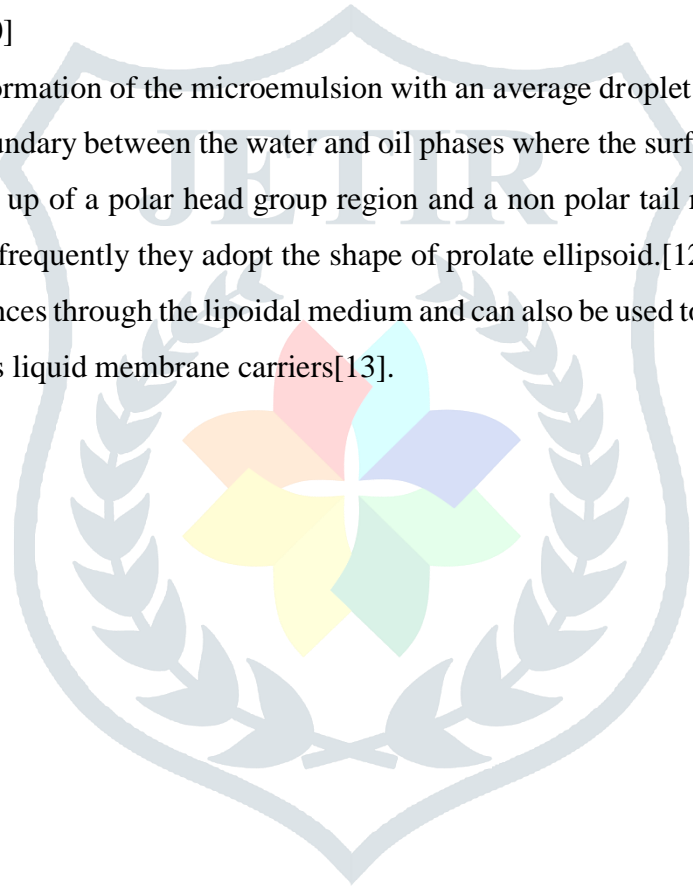 0]
ormation of the microemulsion with an average droplet
undary between the water and oil phases where the surf
up of a polar head group region and a non polar tail
frequently they adopt the shape of prolate ellipsoid.[12
nces through the lipoidal medium and can also be used to
s liquid membrane carriers[13].
JETIR